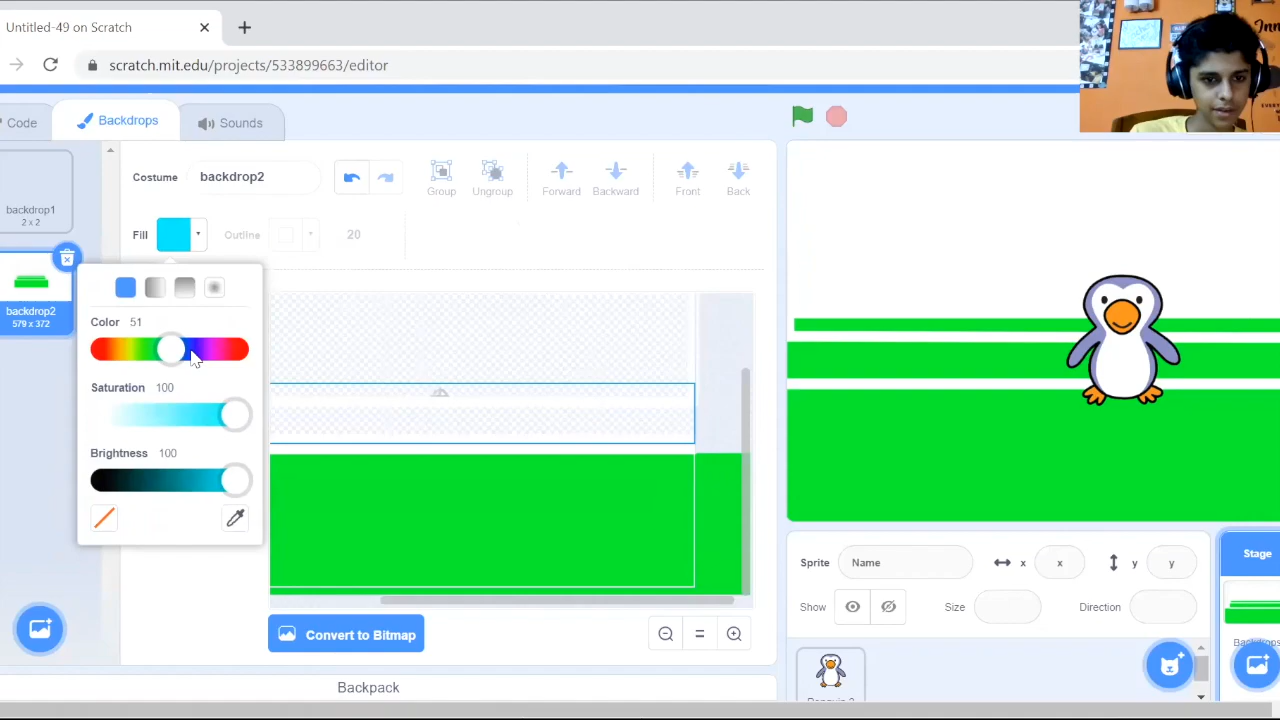 Untitled-49 on Scratch
scratch.mit.edu/projects/533899663/editor
Code
Backdrops
Sounds
Costume
backdrop2
Group
Ungroup
Forward
Backward
Front
Back
backdrop1
2 x 2
Fill
Outline
20
backdrop2
579 x 372
Color 51
Saturation 100
Brightness 100
Convert to Bitmap
Backpack
Sprite
Name
x
x
y
y
Show
Size
Direction
Stage
Backdrops